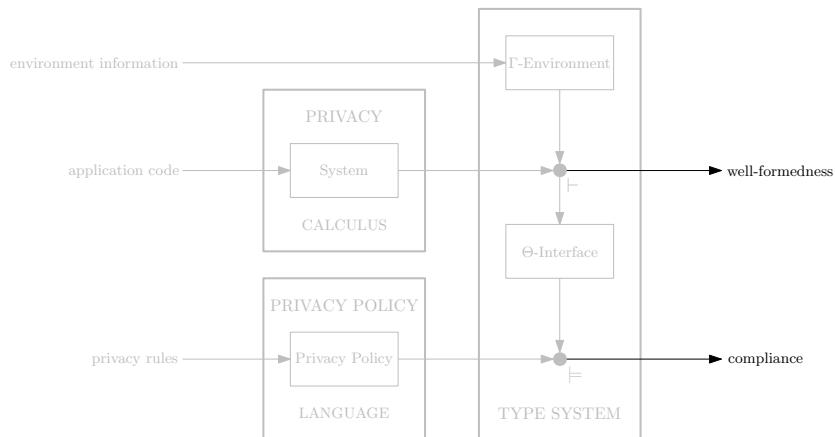 environment information
Γ-Environment
PRIVACY
application code
System
well-formedness
⊢
CALCULUS
Θ-Interface
PRIVACY POLICY
privacy rules
Privacy Policy
compliance
⊨
LANGUAGE
TYPE SYSTEM